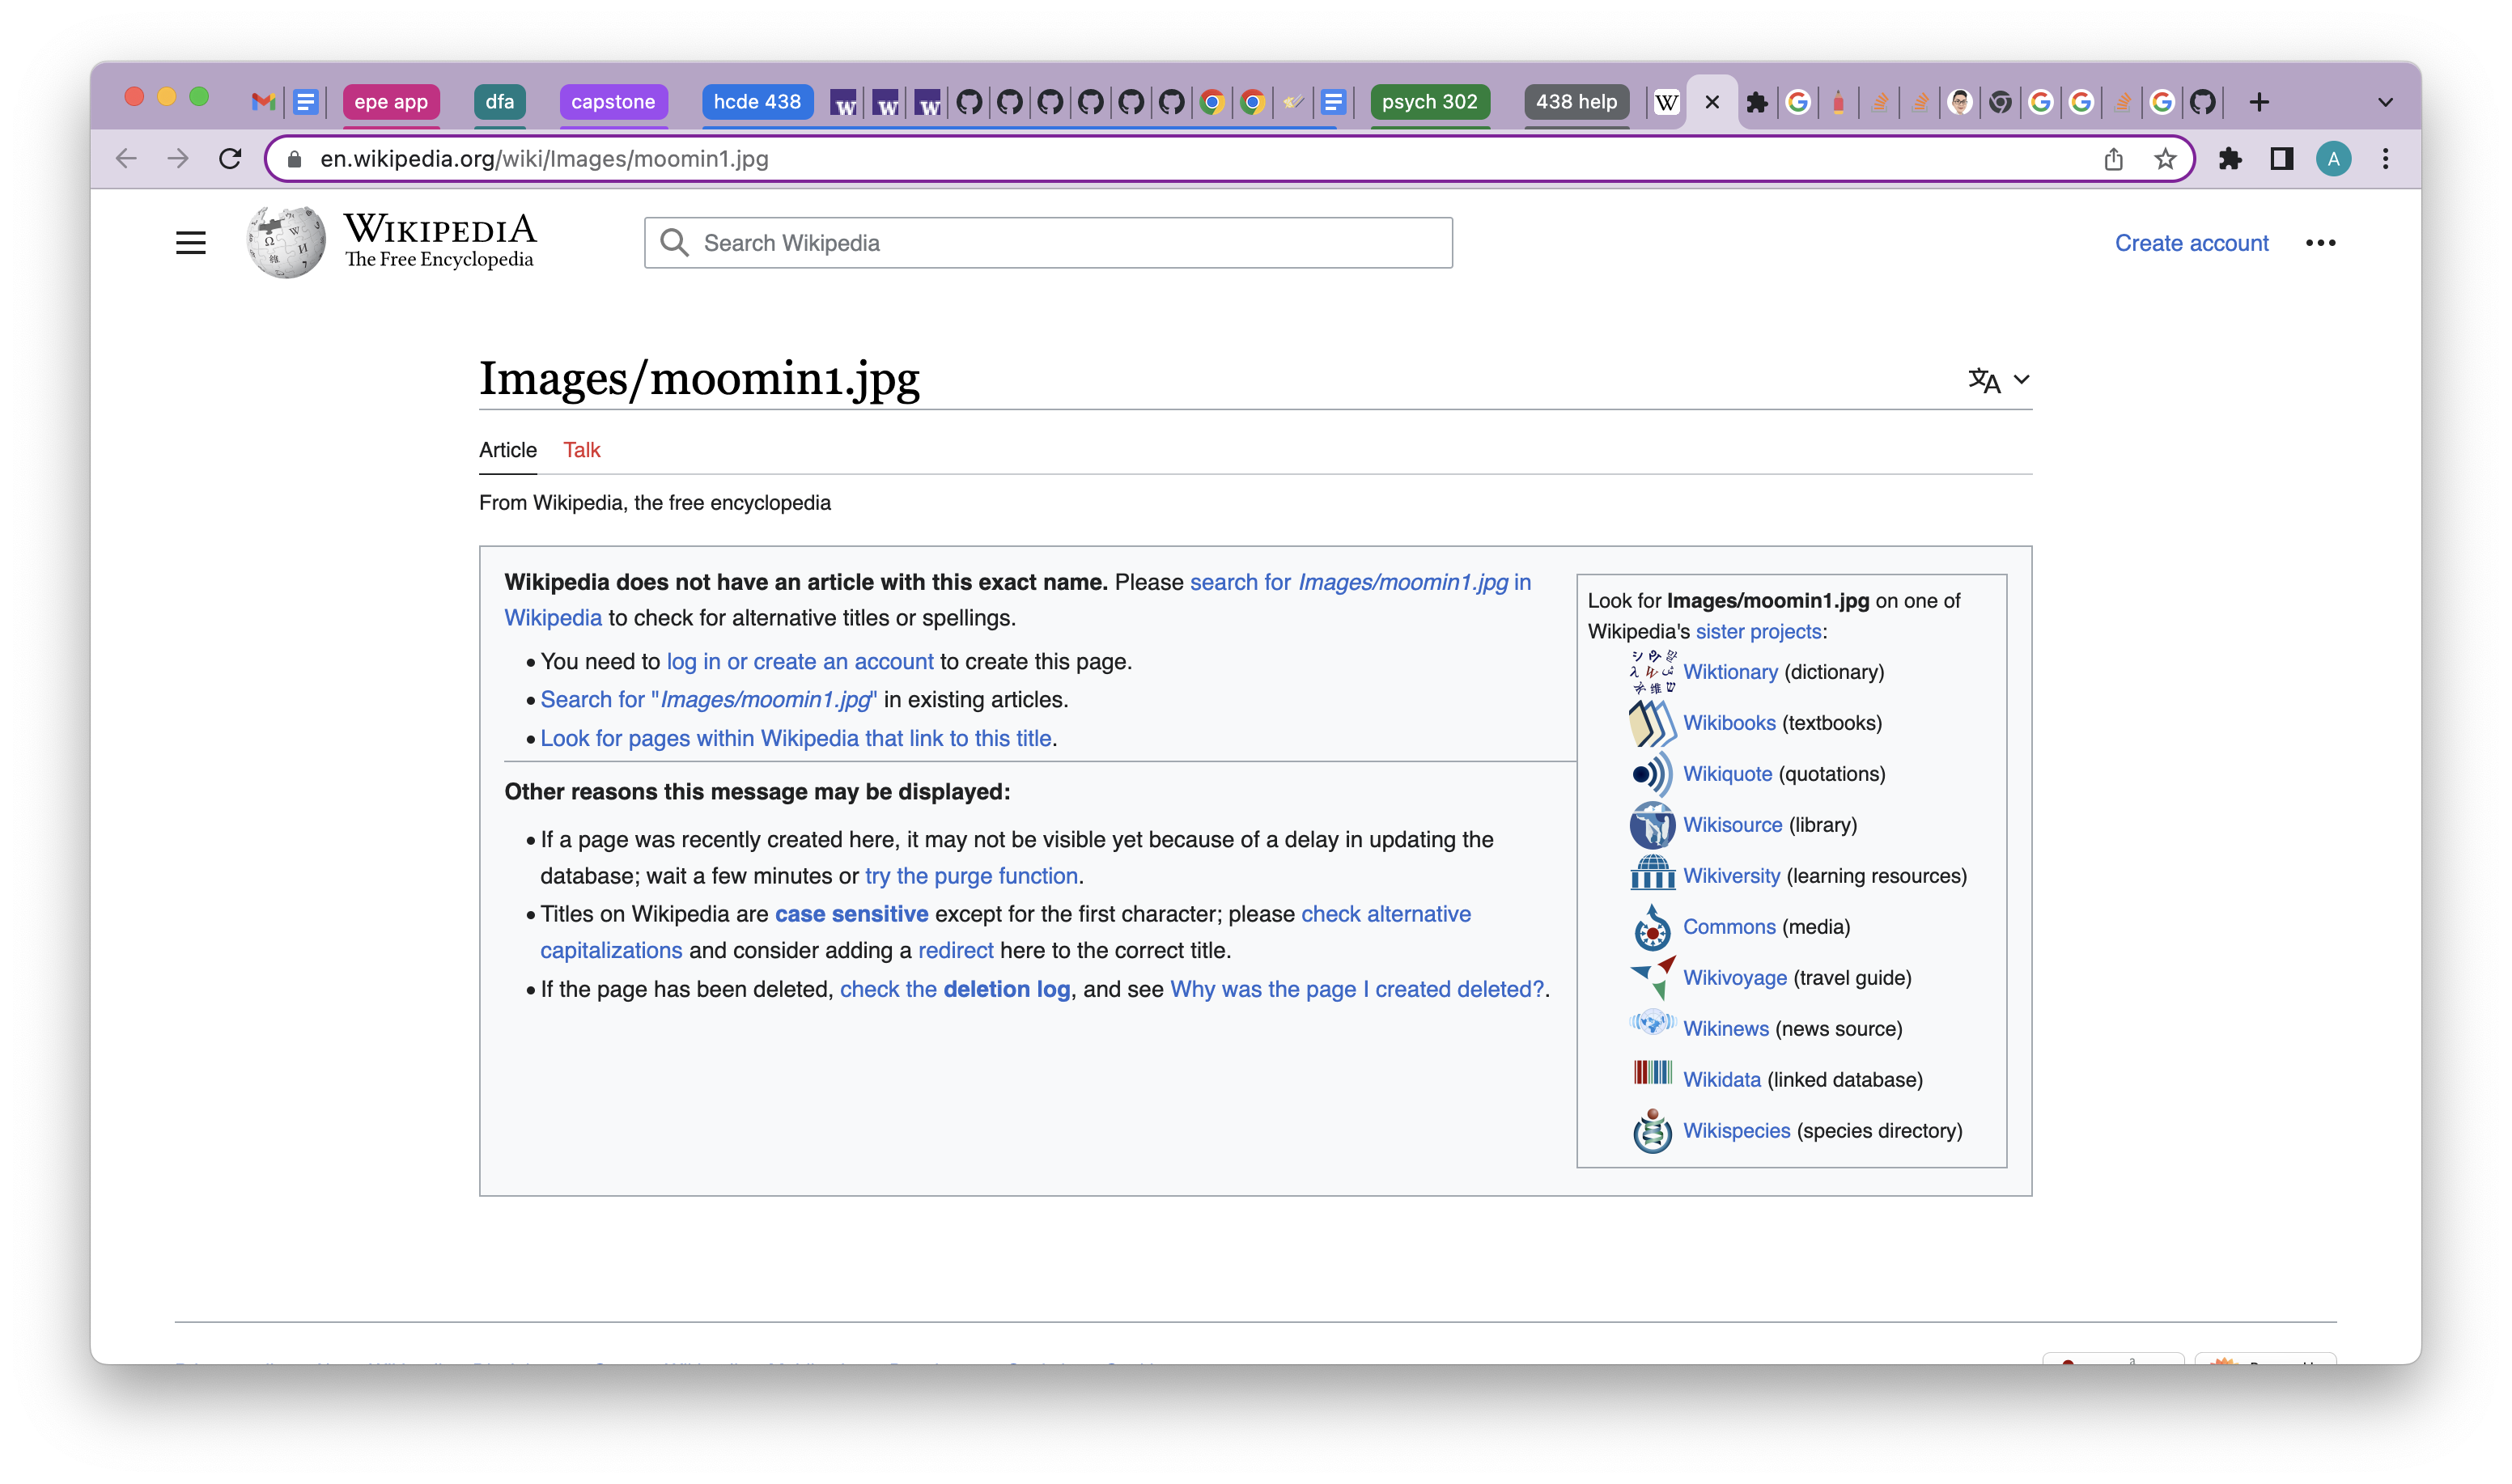 epe app dfa capstone hcde 438 psych 302 438 help
en.wikipedia.org/wiki/Images/moomin1.jpg A
WIKIPEDIA
The Free Encyclopedia
Search Wikipedia
Create account
Images/moomin1.jpg
Article Talk
From Wikipedia, the free encyclopedia
Wikipedia does not have an article with this exact name. Please search for Images/moomin1.jpg in
Wikipedia to check for alternative titles or spellings.
• You need to log in or create an account to create this page.
• Search for "Images/moomin1.jpg" in existing articles.
• Look for pages within Wikipedia that link to this title.
Other reasons this message may be displayed:
• If a page was recently created here, it may not be visible yet because of a delay in updating the
database; wait a few minutes or try the purge function.
• Titles on Wikipedia are case sensitive except for the first character; please check alternative
capitalizations and consider adding a redirect here to the correct title.
• If the page has been deleted, check the deletion log, and see Why was the page I created deleted?.
Look for Images/moomin1.jpg on one of
Wikipedia's sister projects:
Wiktionary (dictionary)
Wikibooks (textbooks)
Wikiquote (quotations)
Wikisource (library)
Wikiversity (learning resources)
Commons (media)
Wikivoyage (travel guide)
Wikinews (news source)
Wikidata (linked database)
Wikispecies (species directory)